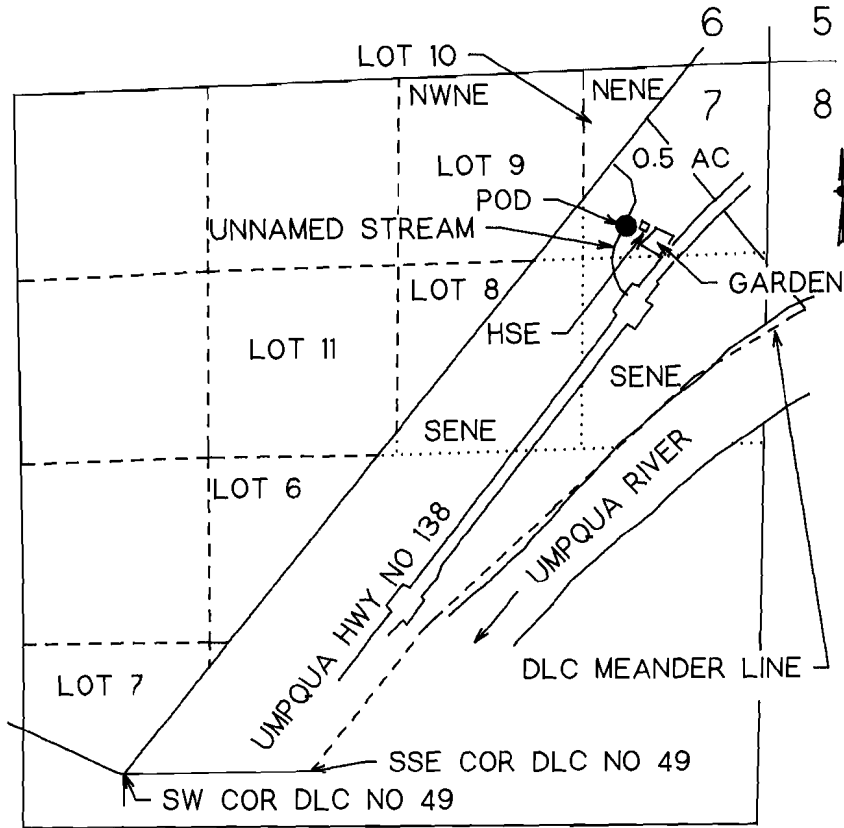 6
5
LOT 10
NWNE
NENE
7
8
0.5 AC
LOT 9
POD
UNNAMED STREAM
LOT 8
GARDEN
HSE
LOT 11
SENE
SENE
LOT 6
UMPQUA RIVER
UMPQUA HWY NO 138
DLC MEANDER LINE
LOT 7
SSE COR DLC NO 49
SW COR DLC NO 49